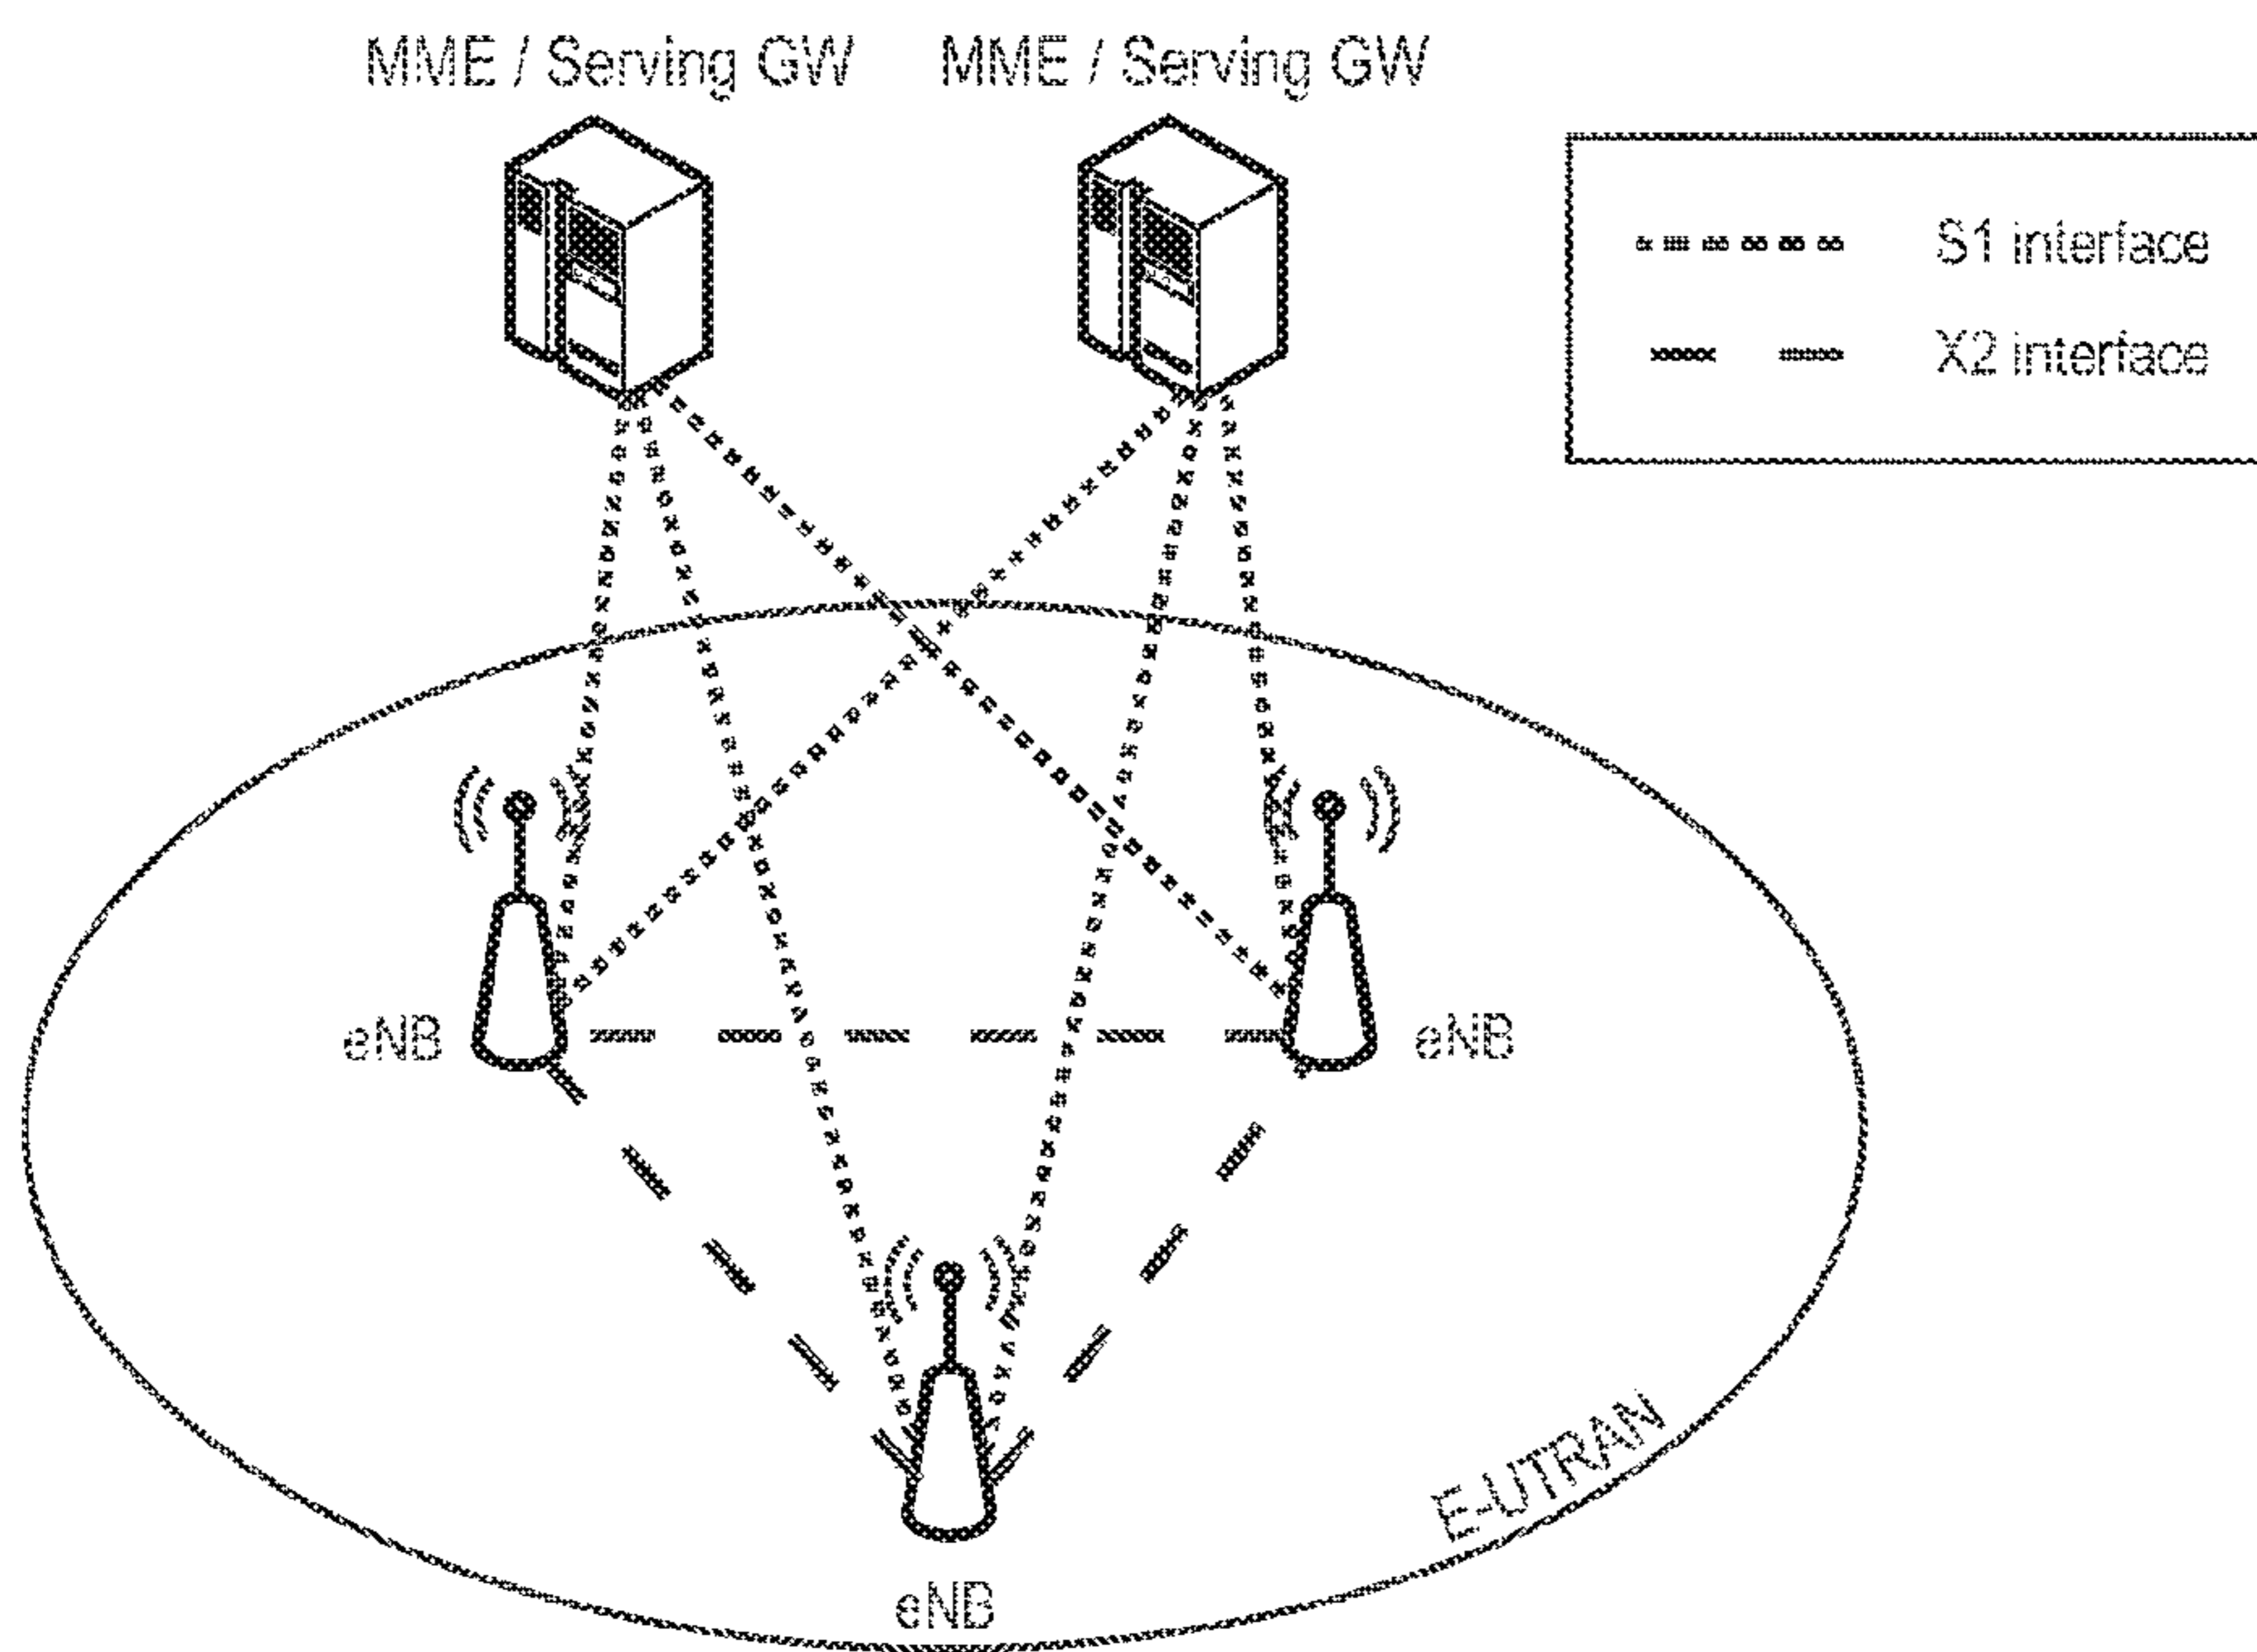 MME / Serving GW
MME / Serving GW
S1 interface
X2 interface
eNB
eNB
E-UTRAN
eNB